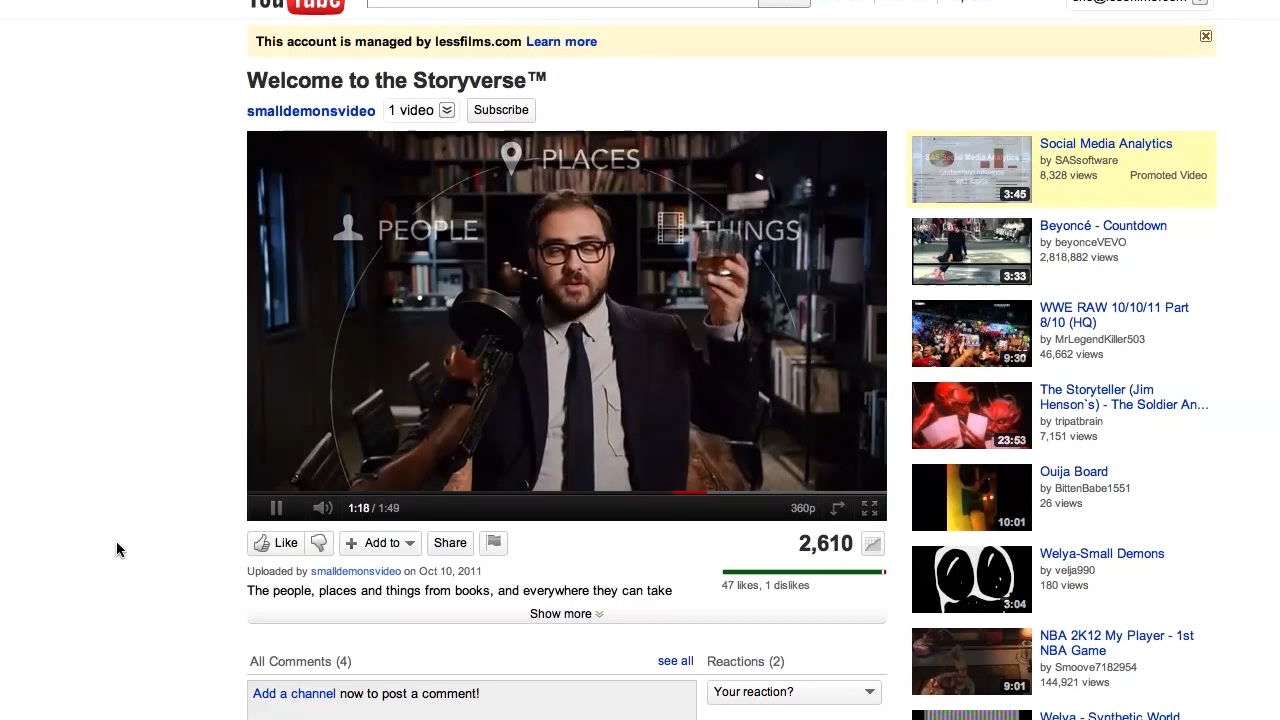 You Tube
This account is managed by lessfilms.com Learn more
Welcome to the Storyverse™
smalldemonsvideo 1 video Subscribe
PLACES
PEOPLE
THINGS
1:18 / 1:49 360p
Like Add to Share 2,610
Uploaded by smalldemonsvideo on Oct 10, 2011
47 likes, 1 dislikes
The people, places and things from books, and everywhere they can take
Show more
All Comments (4) see all
Add a channel now to post a comment!
Reactions (2)
Your reaction?
3:45
Social Media Analytics
by SASsoftware
8,328 views Promoted Video
3:33
Beyoncé - Countdown
by beyonceVEVO
2,818,882 views
9:30
WWE RAW 10/10/11 Part
8/10 (HQ)
by MrLegendKiller503
46,662 views
23:53
The Storyteller (Jim
Henson`s) - The Soldier An...
by tripatbrain
7,151 views
10:01
Ouija Board
by BittenBabe1551
26 views
3:04
Welya-Small Demons
by velja990
180 views
9:01
NBA 2K12 My Player - 1st
NBA Game
by Smoove7182954
144,921 views
Welya - Synthetic World